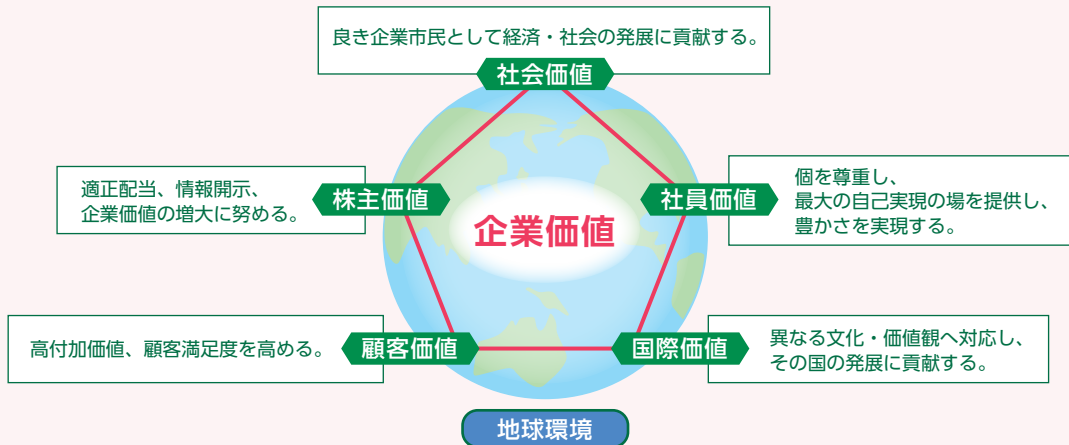 良き企業市民として経済・社会の発展に貢献する。
社会価値
適正配当、情報開示、
企業価値の増大に努める。
株主価値
社員価値
個を尊重し、
最大の自己実現の場を提供し、
豊かさを実現する。
企業価値
高付加価値、顧客満足度を高める。
顧客価値
国際価値
異なる文化・価値観へ対応し、
その国の発展に貢献する。
地球環境